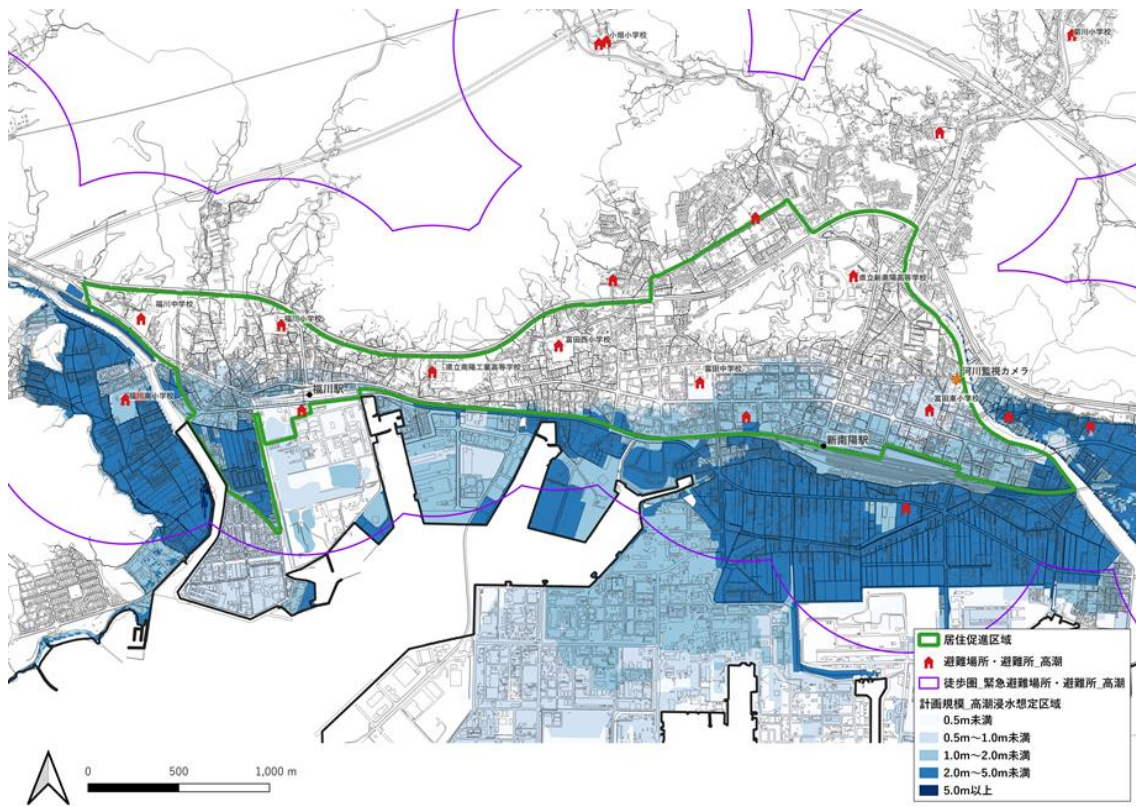 小畑小学校
菊川小学校
県立新南陽高等学校
福川中学校
福川小学校
富田西小学校
県立南陽工業高等学校
河川監視カメラ
富田中学校
福川駅
福川南小学校
富田東小学校
新南陽駅
居住促進区域
避難場所・避難所_高潮
徒歩圏_緊急避難場所・避難所_高潮
計画規模_高潮浸水想定区域
0.5m未満
0.5m～1.0m未満
1.0m～2.0m未満
2.0m～5.0m未満
5.0m以上
0 500 1,000 m